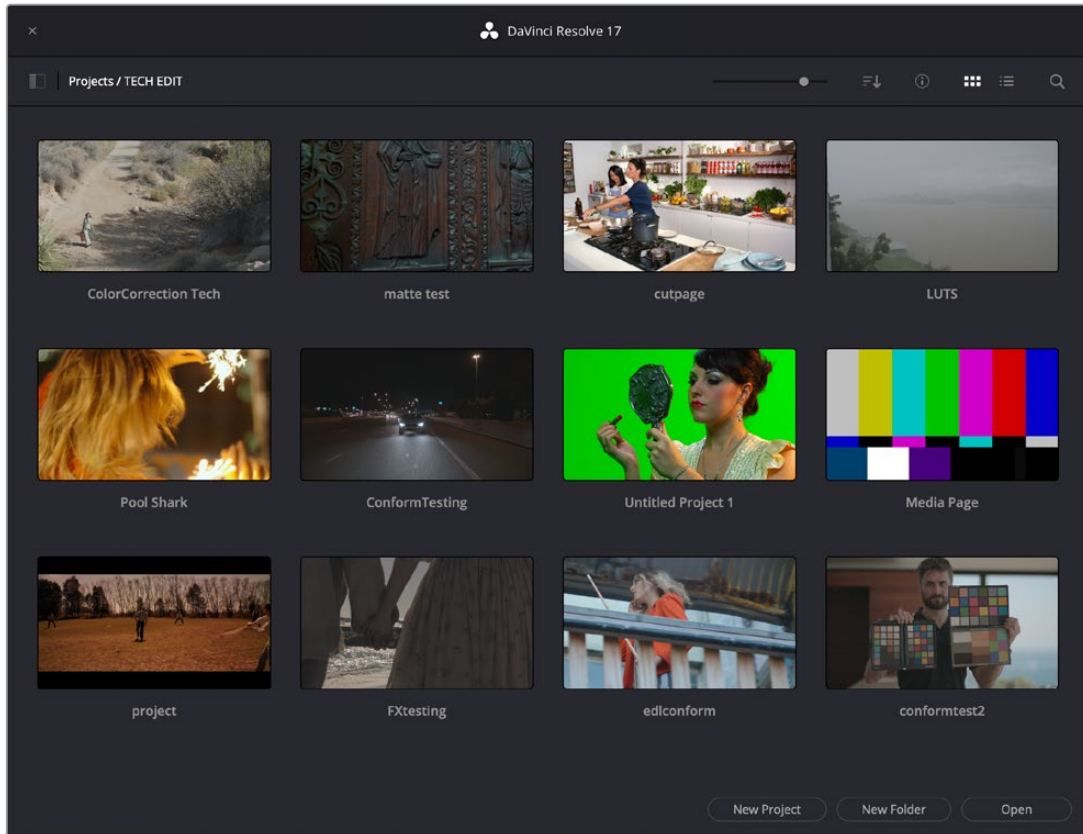 DaVinci Resolve 17
Projects / TECH EDIT
ColorCorrection Tech
matte test
cutpage
LUTS
Pool Shark
ConformTesting
Untitled Project 1
Media Page
project
FXtesting
edlconform
conformtest2
New Project
New Folder
Open